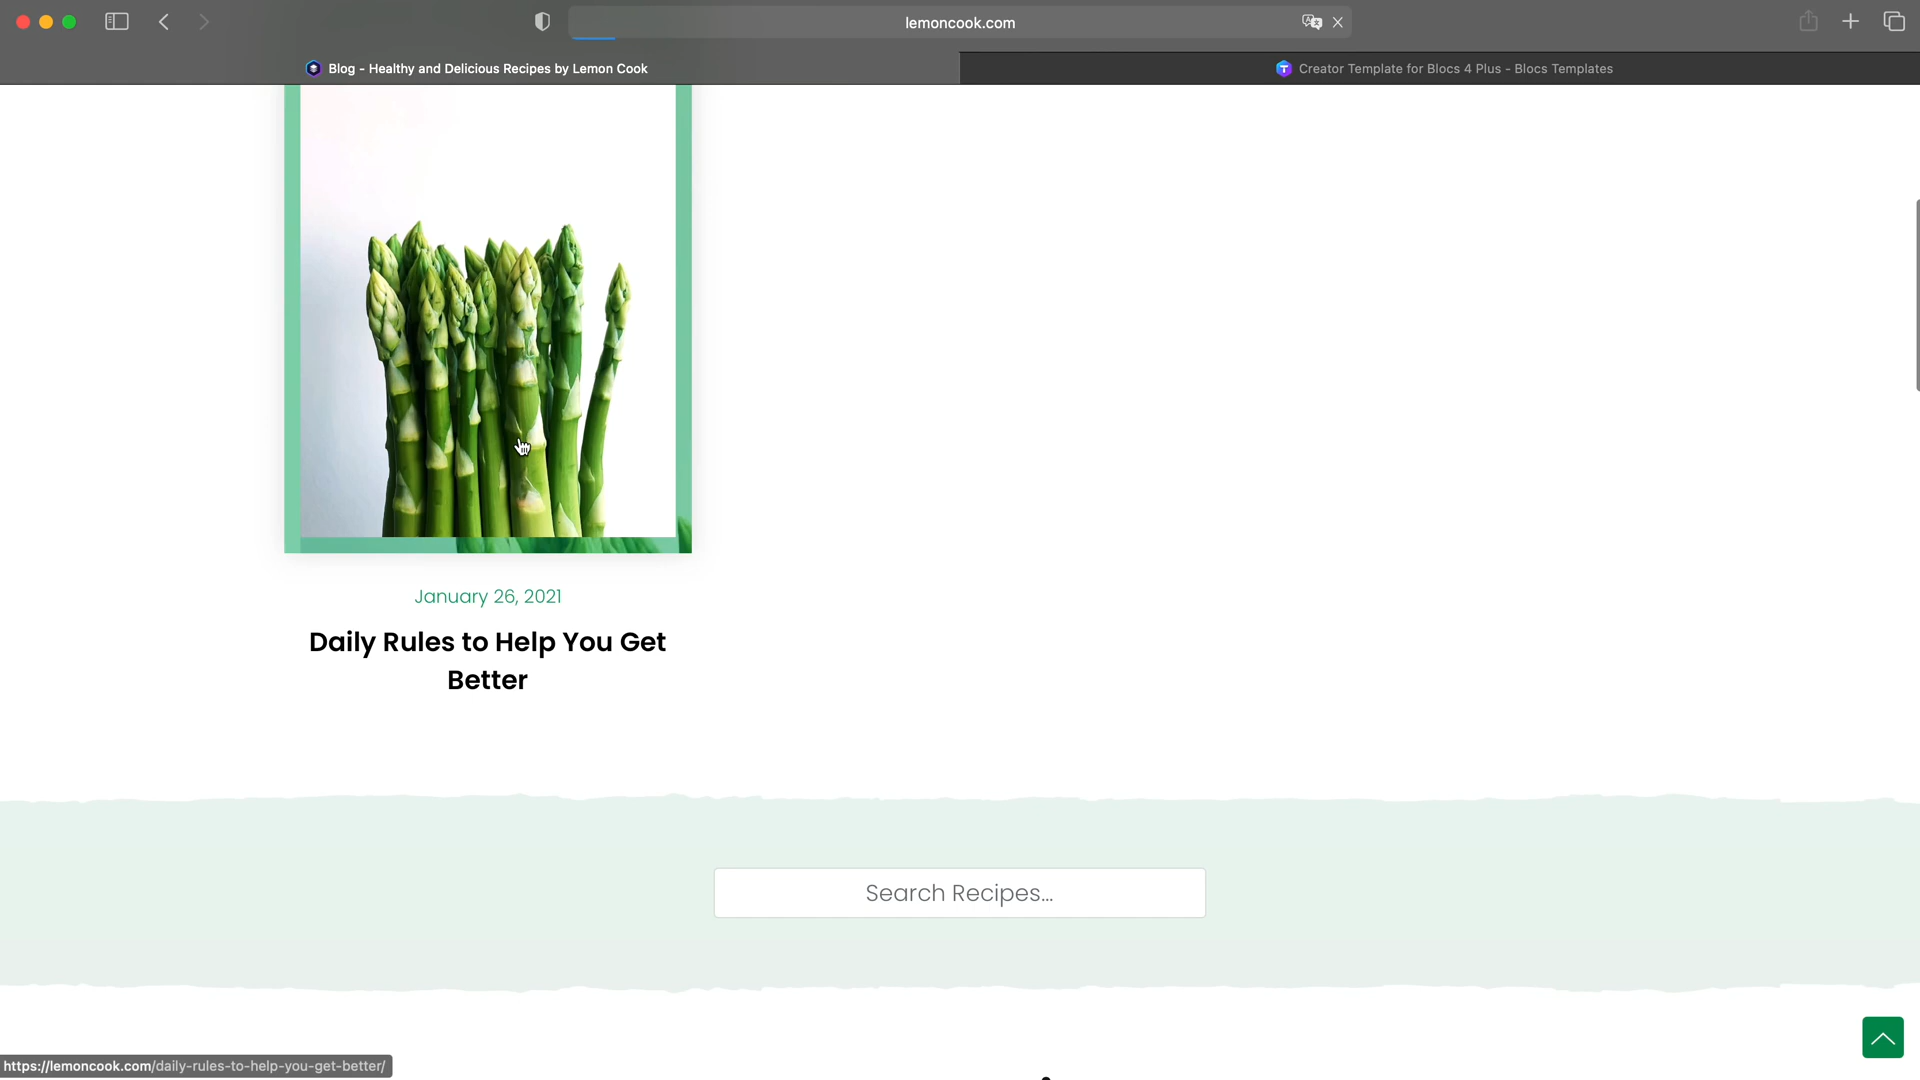 lemoncook.com
Blog - Healthy and Delicious Recipes by Lemon Cook
Creator Template for Blocs 4 Plus - Blocs Templates
January 26, 2021
Daily Rules to Help You Get
Better
Search Recipes...
https://lemoncook.com/daily-rules-to-help-you-get-better/